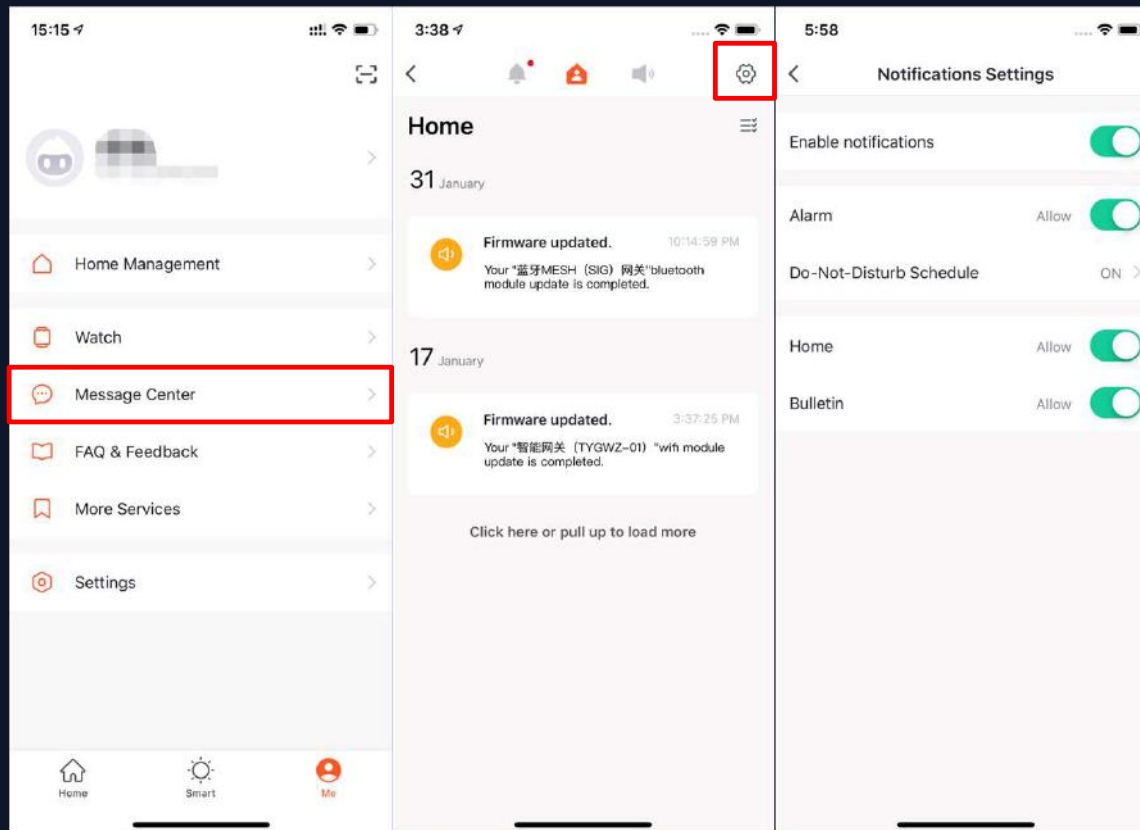 15:15
Home Management
Watch
Message Center
FAQ & Feedback
More Services
Settings
Home
Smart
Me
3:38
Home
31 January
Firmware updated.
10:14:59 PM
Your "蓝牙MESH（SIG）网关"bluetooth
module update is completed.
17 January
Firmware updated.
3:37:25 PM
Your "智能网关（TYGWZ-01）"wifi module
update is completed.
Click here or pull up to load more
5:58
Notifications Settings
Enable notifications
Alarm
Allow
Do-Not-Disturb Schedule
ON
Home
Allow
Bulletin
Allow